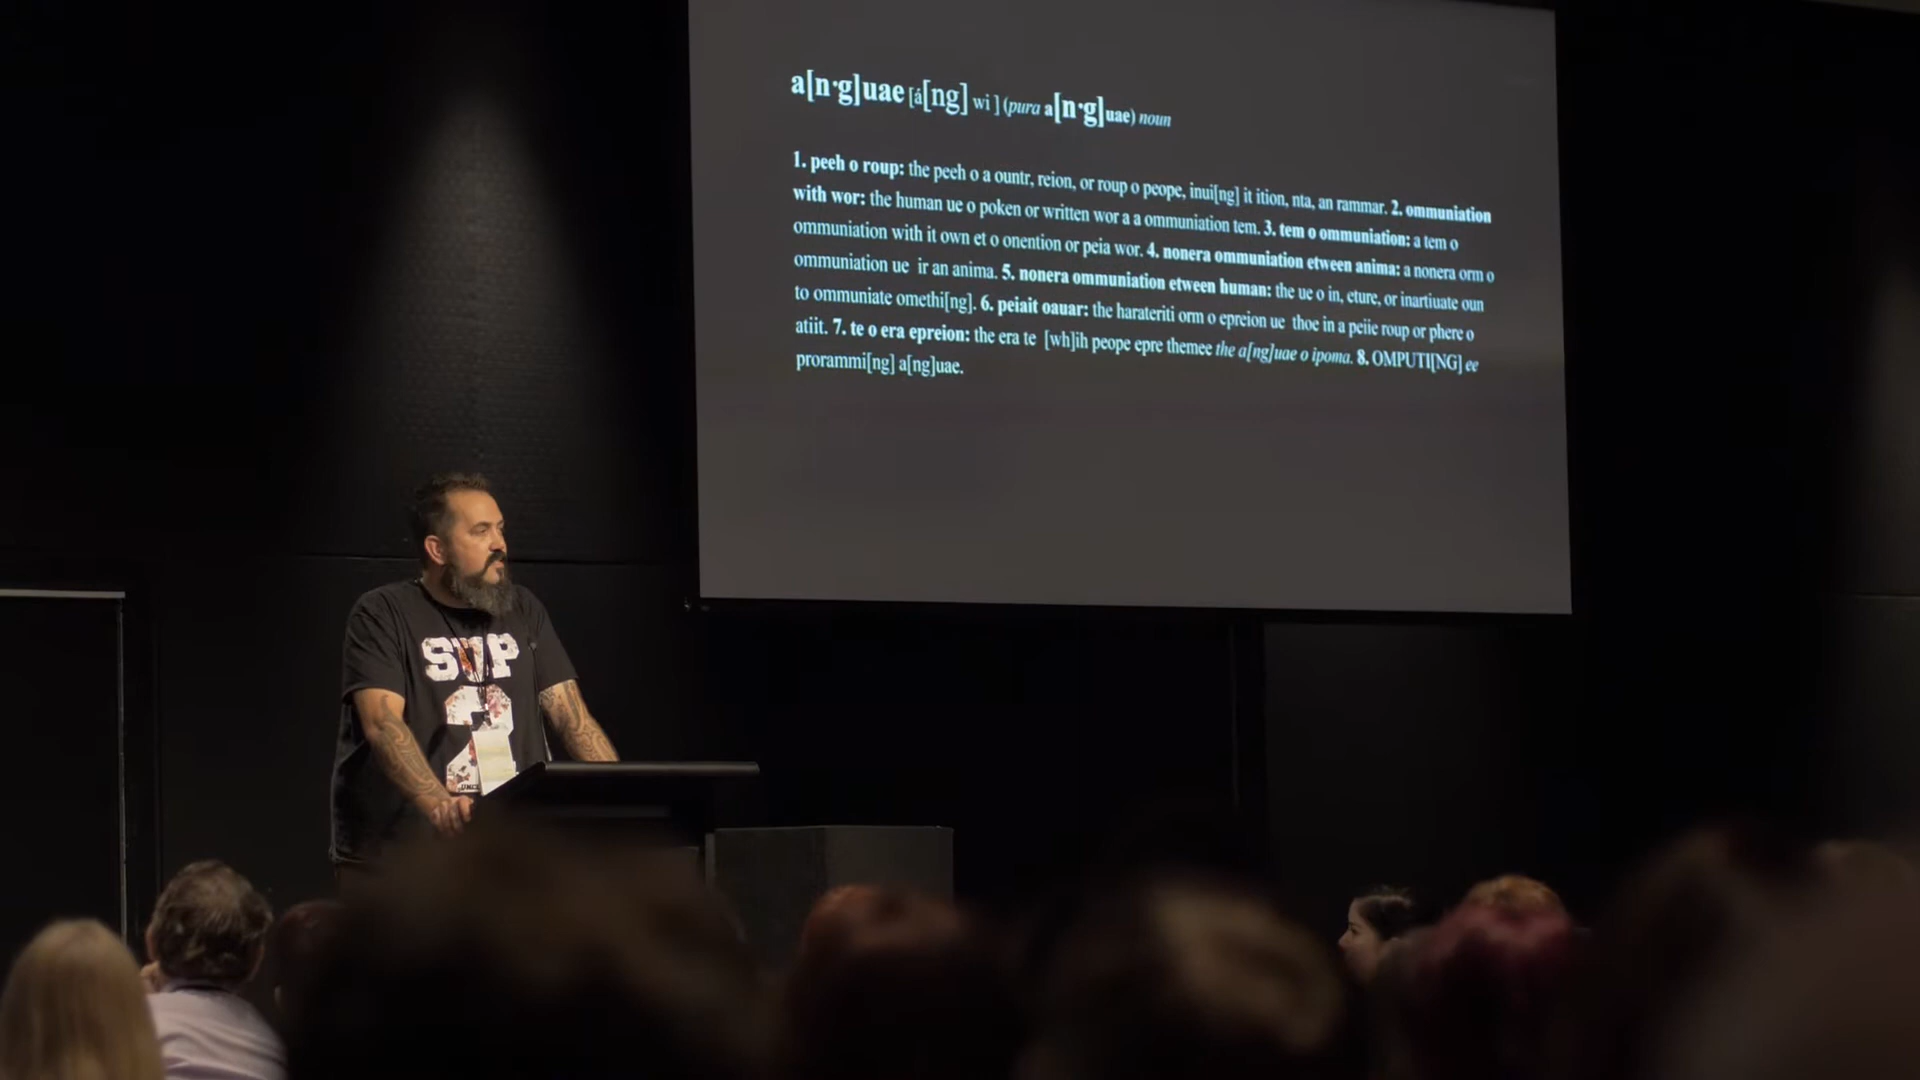 a[n·g]uae [á[ng] wi ] (pura a[n·g]uae) noun
1. peeh o roup: the peeh o a ountr, reion, or roup o peope, inui[ng] it ition, nta, an rammar. 2. ommuniation
with wor: the human ue o poken or written wor a a ommuniation tem. 3. tem o ommuniation: a tem o
ommuniation with it own et o onention or peia wor. 4. nonera ommuniation etween anima: a nonera orm o
ommuniation ue ir an anima. 5. nonera ommuniation etween human: the ue o in, eture, or inartiuate oun
to ommuniate omethi[ng]. 6. peiait oauar: the harateriti orm o epreion ue thoe in a peiie roup or phere o
atiit. 7. te o era epreion: the era te [wh]ih peope epre themee the a[ng]uae o ipoma. 8. OMPUTI[NG] ee
prorammi[ng] a[ng]uae.
SUP
2